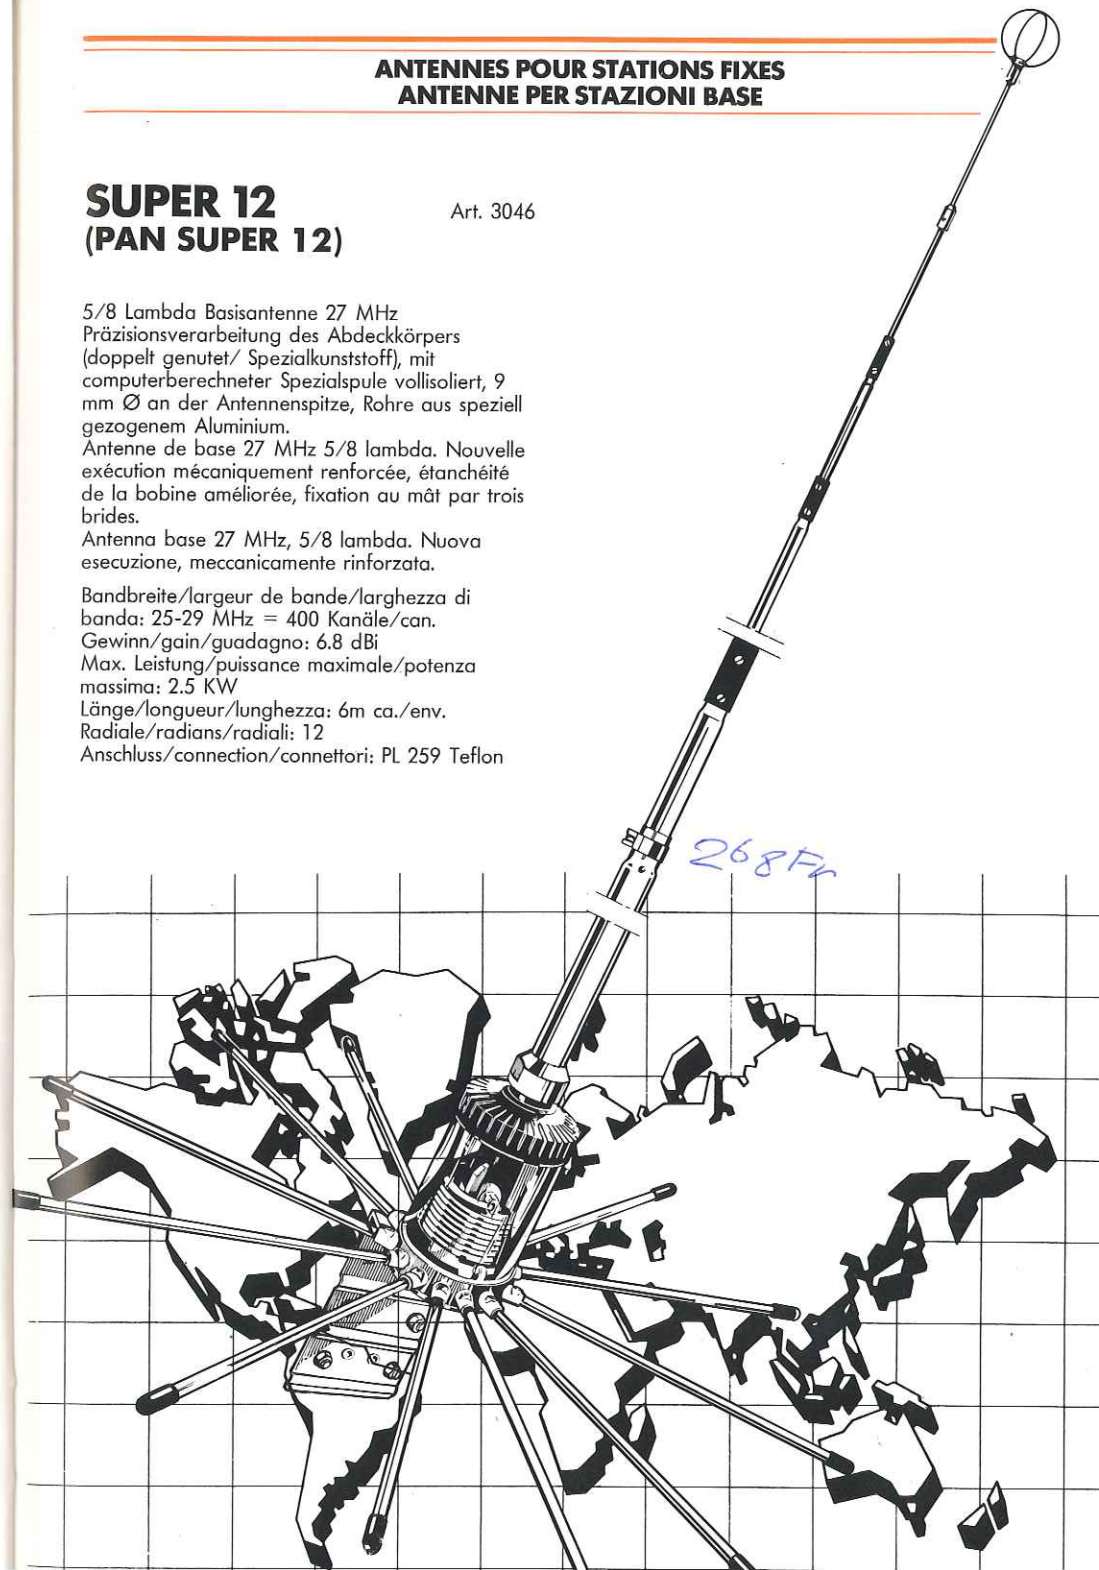 ANTENNES POUR STATIONS FIXES
ANTENNE PER STAZIONI BASE
SUPER 12
(PAN SUPER 12)
Art. 3046
5/8 Lambda Basisantenne 27 MHz
Präzisionsverarbeitung des Abdeckkörpers
(doppelt genutet/ Spezialkunststoff), mit
computerberechneter Spezialspule vollisoliert, 9
mm Ø an der Antennenspitze, Rohre aus speziell
gezogenem Aluminium.
Antenne de base 27 MHz 5/8 lambda. Nouvelle
exécution mécaniquement renforcée, étanchéité
de la bobine améliorée, fixation au mât par trois
brides.
Antenna base 27 MHz, 5/8 lambda. Nuova
esecuzione, meccanicamente rinforzata.
Bandbreite/largeur de bande/larghezza di
banda: 25-29 MHz = 400 Kanäle/can.
Gewinn/gain/guadagno: 6.8 dBi
Max. Leistung/puissance maximale/potenza
massima: 2.5 KW
Länge/longueur/lunghezza: 6m ca./env.
Radiale/radians/radiali: 12
Anschluss/connection/connettori: PL 259 Teflon
268Fr